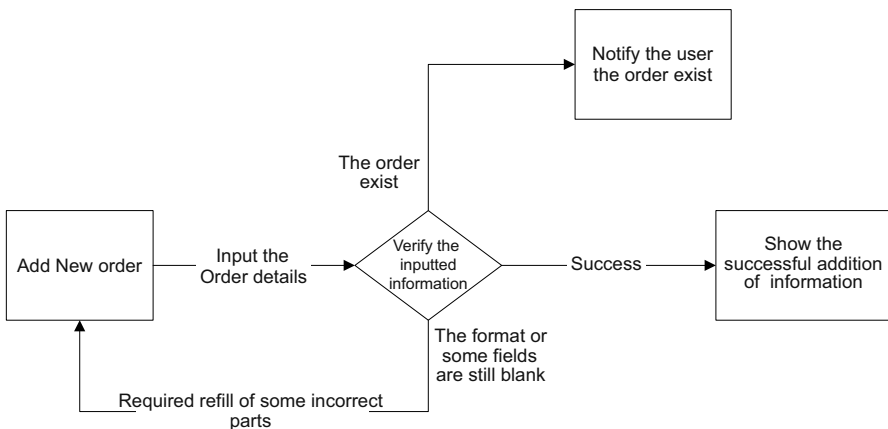 Notify the user
the order exist
The order
exist
Add New order
Input the
Order details
Verify the
inputted
information
Success
Show the
successful addition
of information
The format or
some fields
are still blank
Required refill of some incorrect
parts